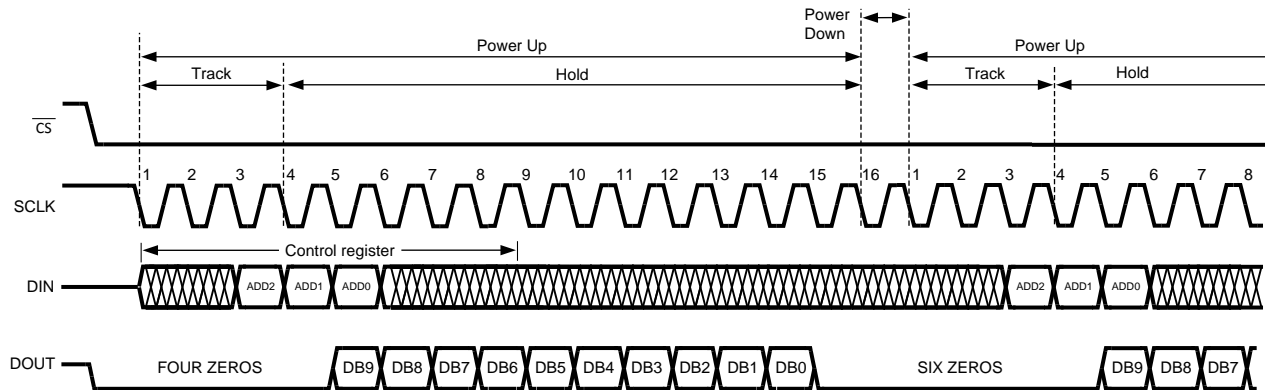 Power
Down
Power Up
Power Up
Track
Hold
Track
Hold
CS
1 2 3 4 5 6 7 8 9 10 11 12 13 14 15 16 1 2 3 4 5 6 7 8
SCLK
Control register
DIN
ADD2 ADD1 ADD0 ADD2 ADD1 ADD0
DOUT
FOUR ZEROS DB9 DB8 DB7 DB6 DB5 DB4 DB3 DB2 DB1 DB0 SIX ZEROS DB9 DB8 DB7